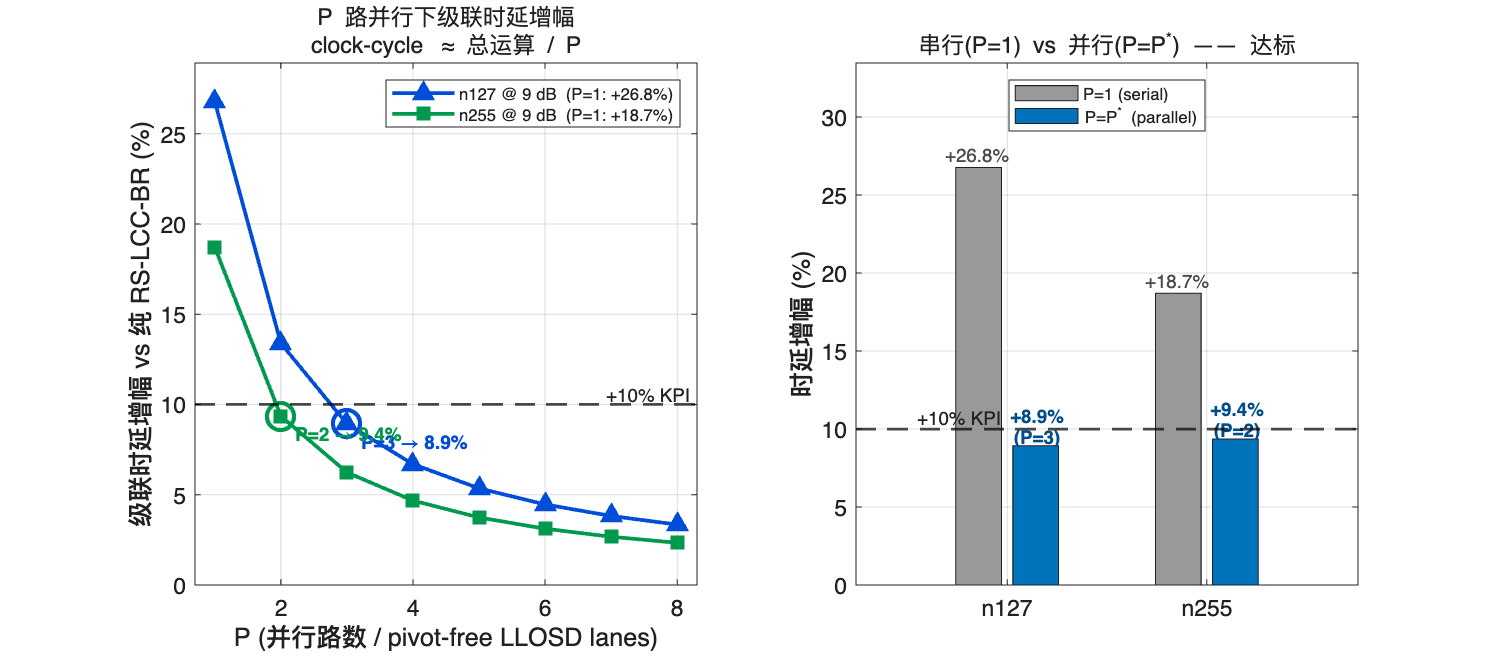 P 路并行下级联时延增幅
clock-cycle ≈ 总运算 / P
n127 @ 9 dB (P=1: +26.8%)
n255 @ 9 dB (P=1: +18.7%)
级联时延增幅 vs 纯 RS-LCC-BR (%)
25
20
15
10
5
0
+10% KPI
P=2 → 9.4%
P=3 → 8.9%
2
4
6
8
P (并行路数 / pivot-free LLOSD lanes)
串行(P=1) vs 并行(P=P*) —— 达标
P=1 (serial)
P=P* (parallel)
时延增幅 (%)
30
25
20
15
10
5
0
+26.8%
+18.7%
+10% KPI
+8.9%
(P=3)
+9.4%
(P=2)
n127
n255